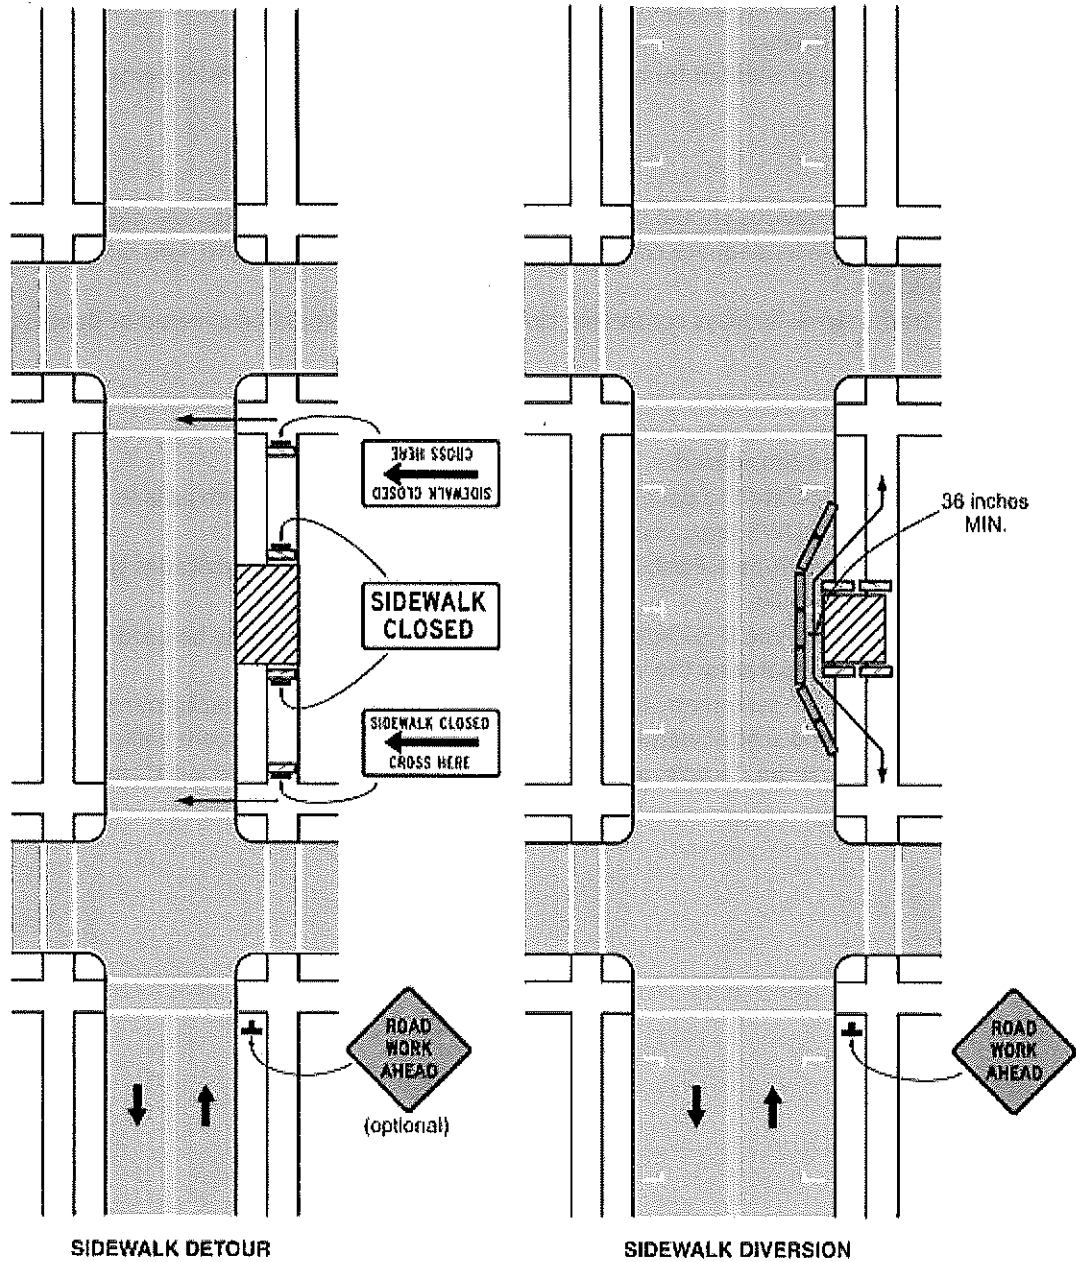 SIDEWALK CLOSED
CROSS HERE
36 inches
MIN.
SIDEWALK
CLOSED
SIDEWALK CLOSED
CROSS HERE
ROAD
WORK
AHEAD
(optional)
ROAD
WORK
AHEAD
SIDEWALK DETOUR
SIDEWALK DIVERSION